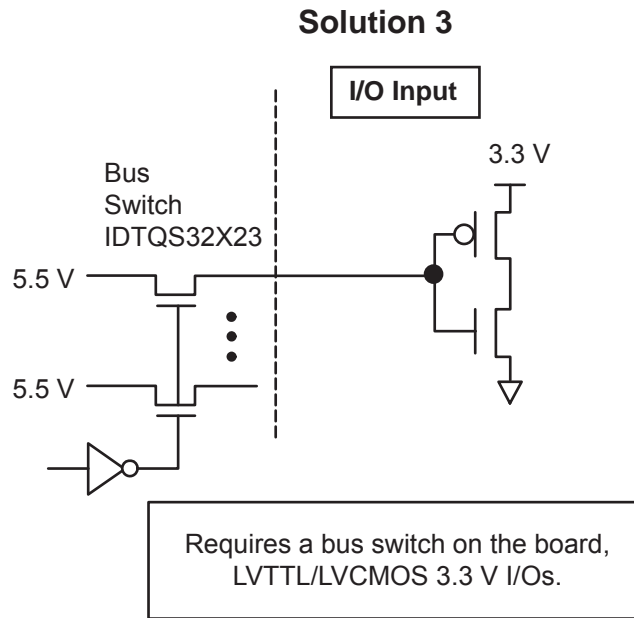 Solution 3
I/O Input
3.3 V
Bus
Switch
IDTQS32X23
5.5 V
5.5 V
Requires a bus switch on the board,
LVTTL/LVCMOS 3.3 V I/Os.